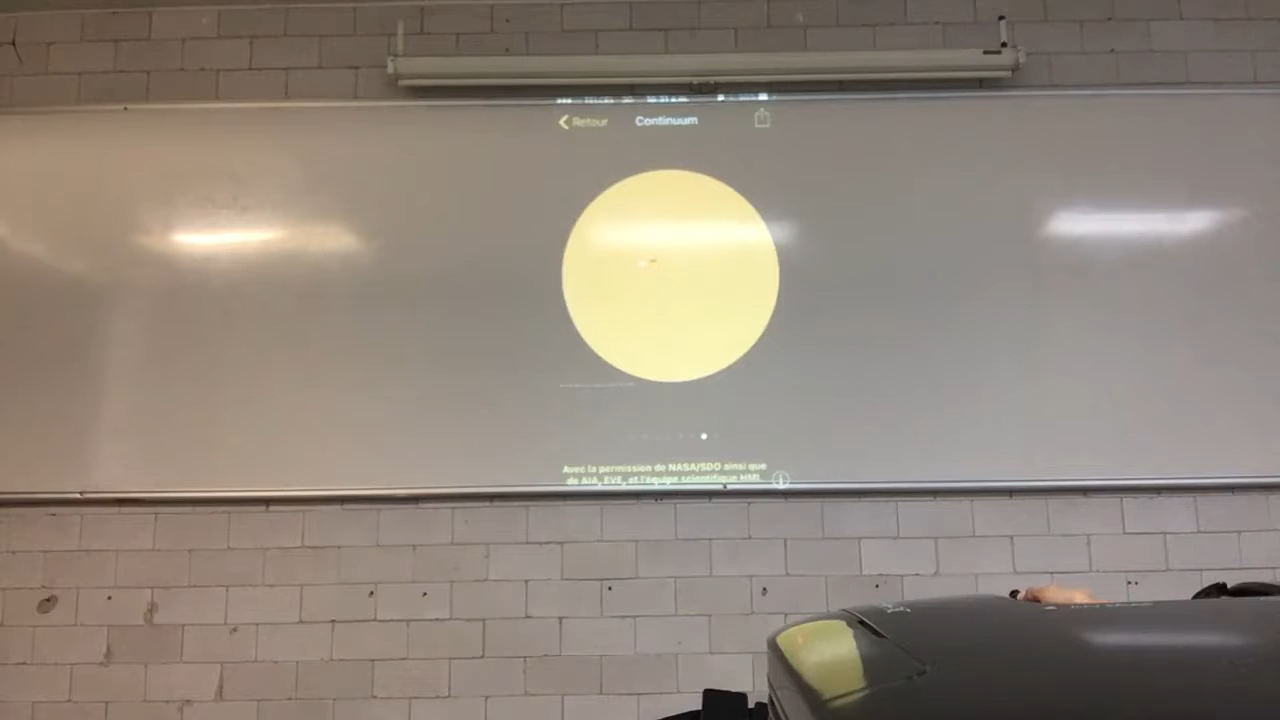 Retour
Continuum
Avec la permission de NASA/SDO ainsi que
de AIA, EVE, et l'équipe scientifique HMI.